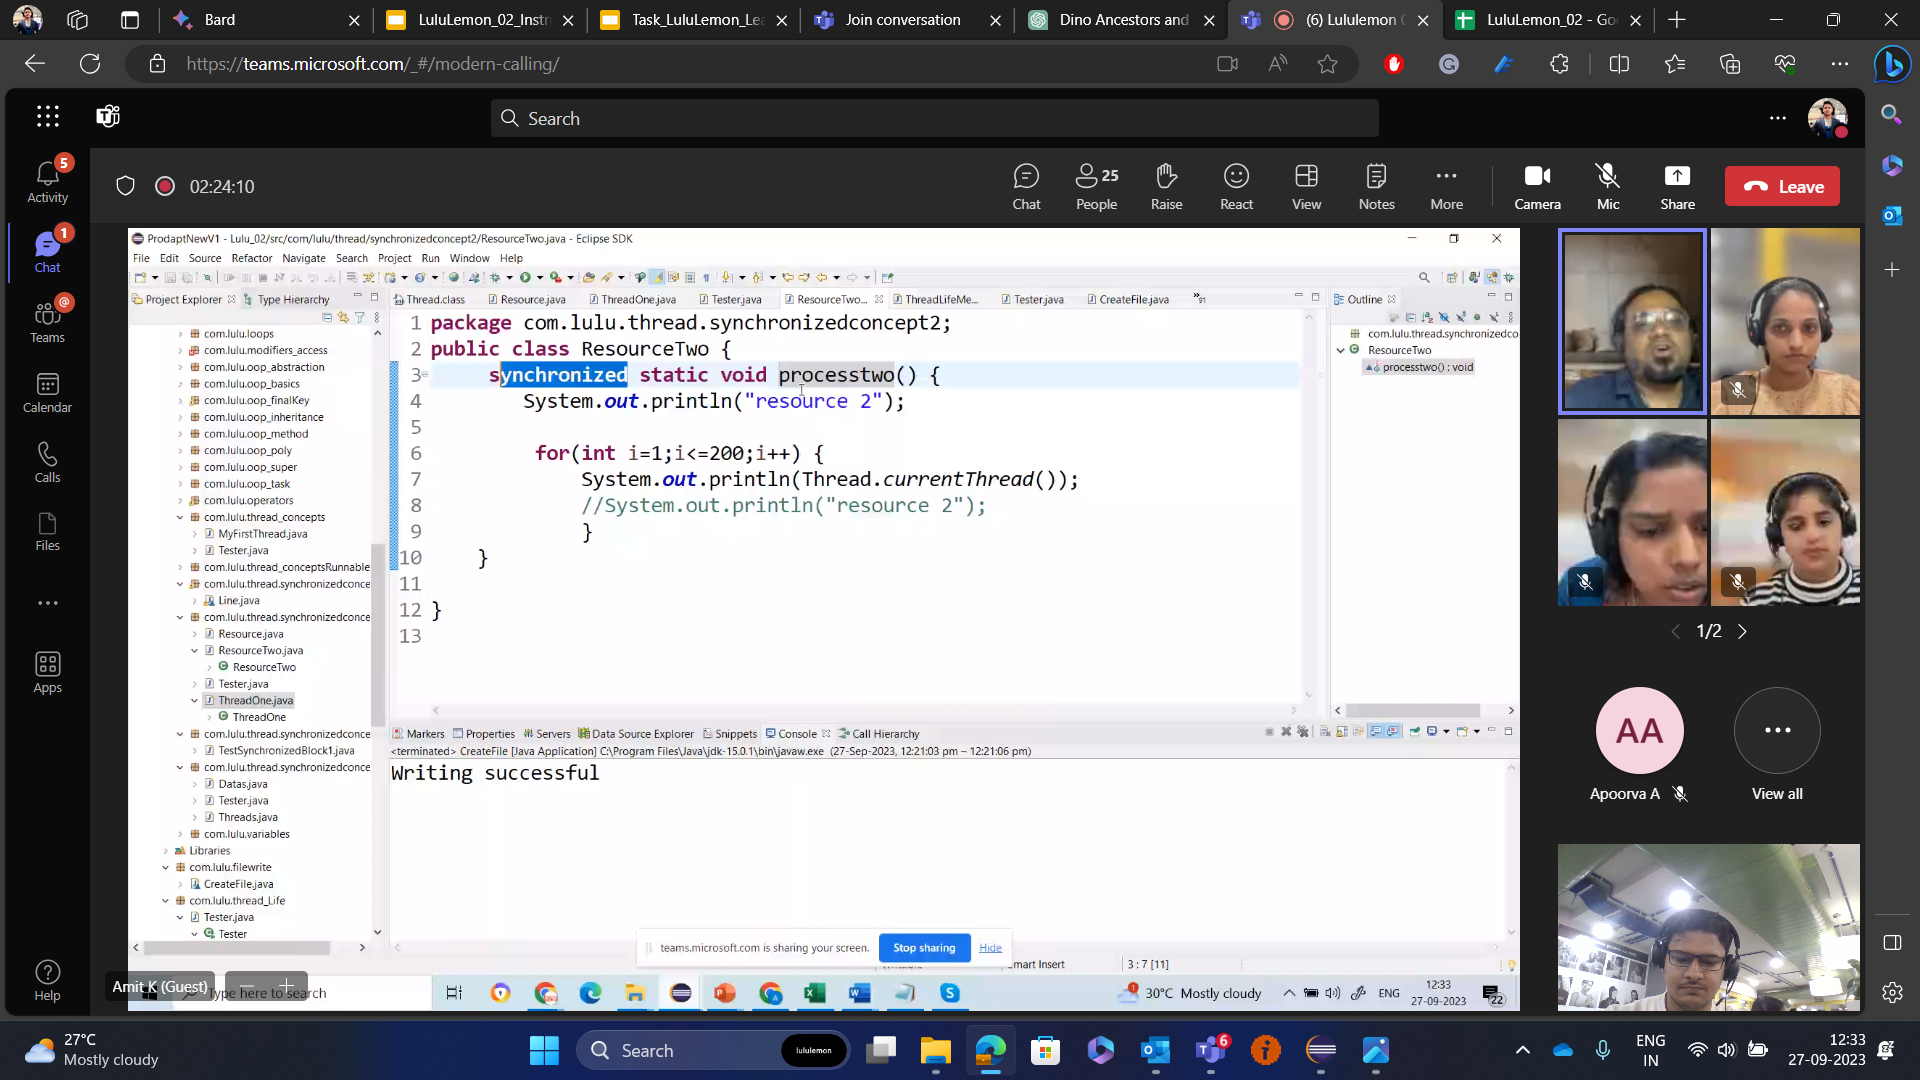 Bard
LuluLemon_02_Instr
Task_LuluLemon_Lea
Join conversation
Dino Ancestors and
(6) Lululemon
LuluLemon_02 - Go
https://teams.microsoft.com/_#/modern-calling/
Search
02:24:10
Chat
People
25
Raise
React
View
Notes
More
Camera
Mic
Share
Leave
Activity
5
Chat
1
Teams
@
Calendar
Calls
Files
Apps
Help
ProdaptNewV1 - Lulu_02/src/com/lulu/thread/synchronizedconcept2/ResourceTwo.java - Eclipse SDK
File Edit Source Refactor Navigate Search Project Run Window Help
Project Explorer
Type Hierarchy
Thread.class
Resource.java
ThreadOne.java
Tester.java
ResourceTwo...
ThreadLifeMe...
Tester.java
CreateFile.java
91
Outline
com.lulu.loops
com.lulu.modifiers_access
com.lulu.oop_abstraction
com.lulu.oop_basics
com.lulu.oop_finalKey
com.lulu.oop_inheritance
com.lulu.oop_method
com.lulu.oop_poly
com.lulu.oop_super
com.lulu.oop_task
com.lulu.operators
com.lulu.thread_concepts
MyFirstThread.java
Tester.java
com.lulu.thread_conceptsRunnable
com.lulu.thread.synchronizedconce
Line.java
com.lulu.thread.synchronizedconce
Resource.java
ResourceTwo.java
ResourceTwo
Tester.java
ThreadOne.java
ThreadOne
com.lulu.thread.synchronizedconce
TestSynchronizedBlock1.java
com.lulu.thread.synchronizedconce
Datas.java
Tester.java
Threads.java
com.lulu.variables
Libraries
com.lulu.filewrite
CreateFile.java
com.lulu.thread_Life
Tester.java
Tester
1 package com.lulu.thread.synchronizedconcept2;
2 public class ResourceTwo {
3 synchronized static void processtwo() {
4 System.out.println("resource 2");
5
6 for(int i=1;i<=200;i++) {
7 System.out.println(Thread.currentThread());
8 //System.out.println("resource 2");
9 }
10 }
11
12 }
13
com.lulu.thread.synchronizedco
ResourceTwo
processtwo() : void
Markers
Properties
Servers
Data Source Explorer
Snippets
Console
Call Hierarchy
<terminated> CreateFile [Java Application] C:\Program Files\Java\jdk-15.0.1\bin\javaw.exe (27-Sep-2023, 12:21:03 pm – 12:21:06 pm)
Writing successful
teams.microsoft.com is sharing your screen.
Stop sharing
Hide
Smart Insert
3 : 7 [11]
Amit K (Guest)
Type here to search
30°C Mostly cloudy
ENG
12:33
27-09-2023
22
1/2
AA
Apoorva A
View all
27°C
Mostly cloudy
Search
lululemon
6
ENG
IN
12:33
27-09-2023